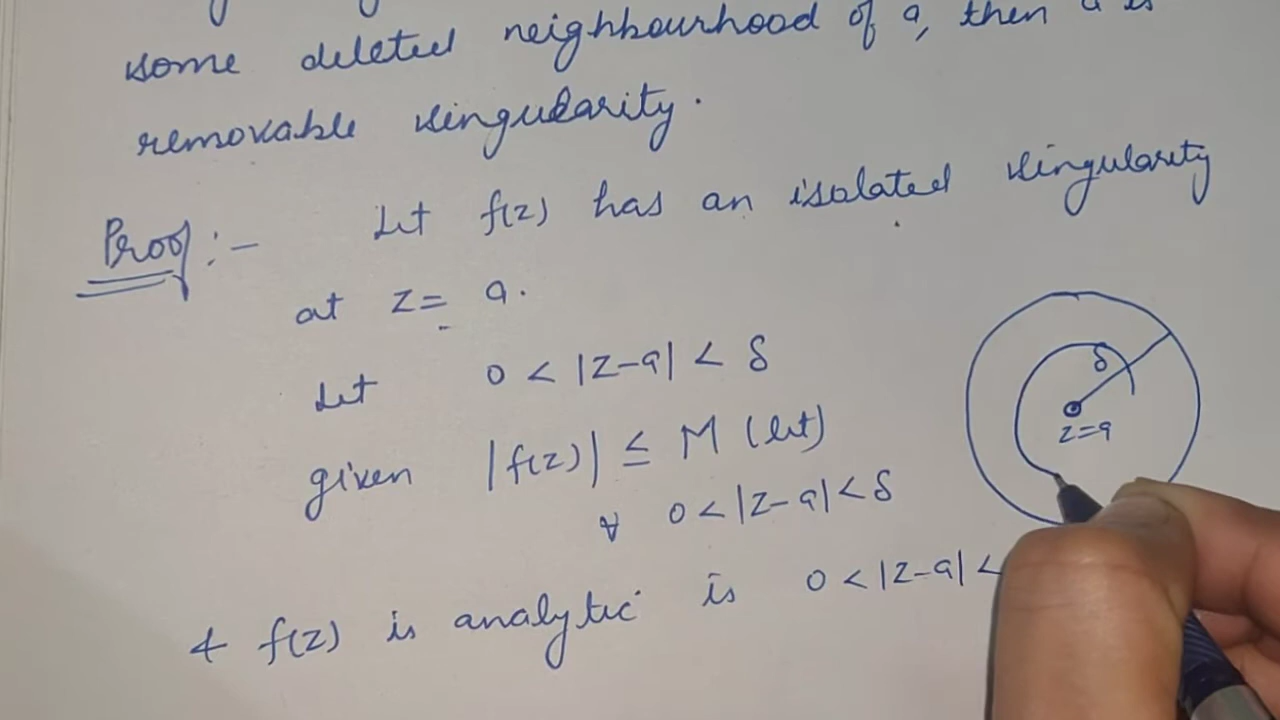 some deleted neighbourhood of a, then a is
removable singularity.
Proof :- Let f(z) has an isolated singularity
at z = a.
Let 0 < |z-a| < δ
given |f(z)| ≤ M (let)
∀ 0 < |z-a| < δ
& f(z) is analytic is 0 < |z-a| <
δ
z=a